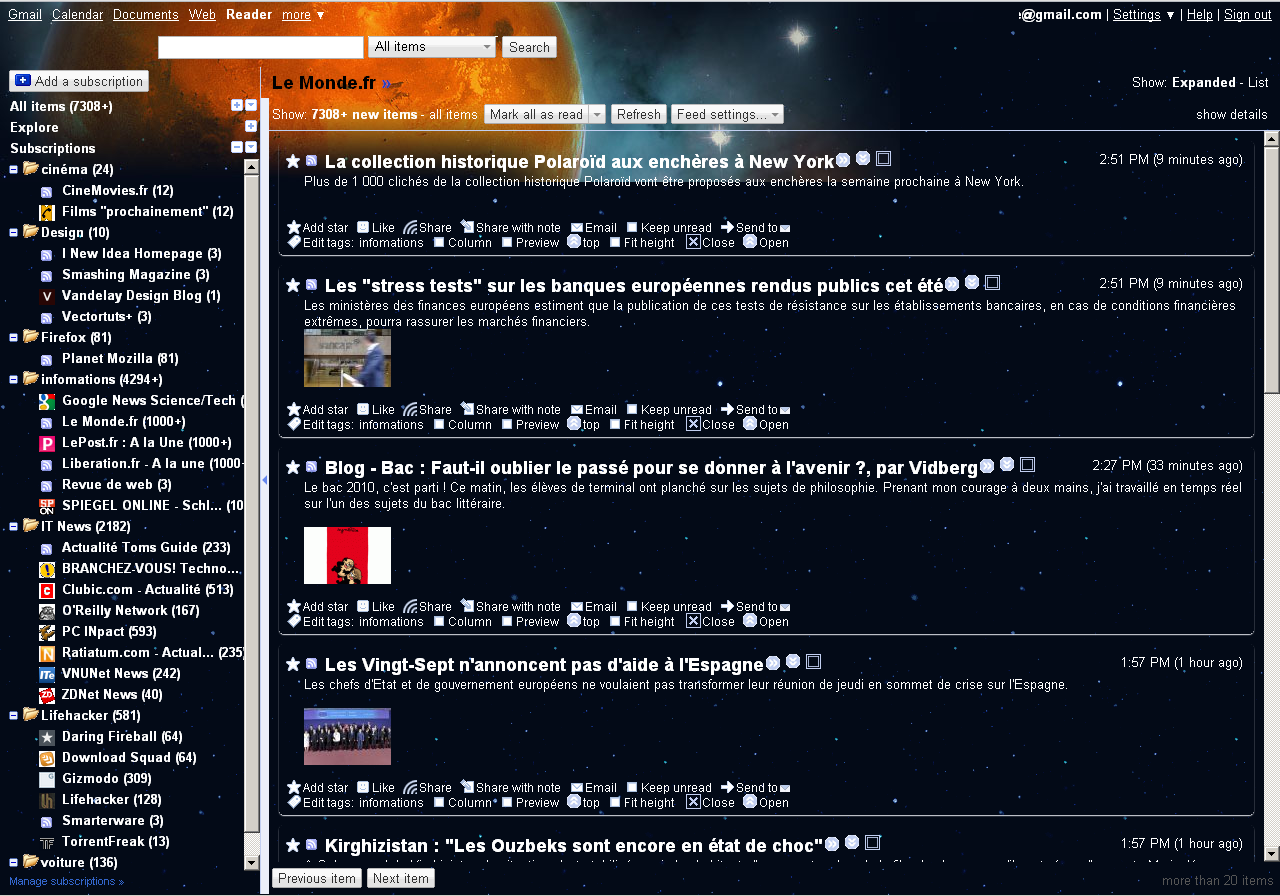 Gmail Calendar Documents Web Reader more ▼
@gmail.com | Settings ▼ | Help | Sign out
All items Search
Add a subscription
All items (7308+)
Explore
Subscriptions
cinéma (24)
CineMovies.fr (12)
Films "prochainement" (12)
Design (10)
I New Idea Homepage (3)
Smashing Magazine (3)
Vandelay Design Blog (1)
Vectortuts+ (3)
Firefox (81)
Planet Mozilla (81)
infomations (4294+)
Google News Science/Tech (
Le Monde.fr (1000+)
LePost.fr : A la Une (1000+)
Liberation.fr - A la une (1000-
Revue de web (3)
SPIEGEL ONLINE - Schl... (10
IT News (2182)
Actualité Toms Guide (233)
BRANCHEZ-VOUS! Techno...
Clubic.com - Actualité (513)
O'Reilly Network (167)
PC INpact (593)
Ratiatum.com - Actual... (235)
VNUNet News (242)
ZDNet News (40)
Lifehacker (581)
Daring Fireball (64)
Download Squad (64)
Gizmodo (309)
Lifehacker (128)
Smarterware (3)
TorrentFreak (13)
voiture (136)
Manage subscriptions »
Le Monde.fr »
Show: Expanded - List
Show: 7308+ new items - all items Mark all as read Refresh Feed settings...
show details
La collection historique Polaroïd aux enchères à New York
2:51 PM (9 minutes ago)
Plus de 1 000 clichés de la collection historique Polaroïd vont être proposés aux enchères la semaine prochaine à New York.
Add star Like Share Share with note Email Keep unread Send to
Edit tags: infomations Column Preview top Fit height Close Open
Les "stress tests" sur les banques européennes rendus publics cet été
2:51 PM (9 minutes ago)
Les ministères des finances européens estiment que la publication de ces tests de résistance sur les établissements bancaires, en cas de conditions financières
extrêmes, pourra rassurer les marchés financiers.
Add star Like Share Share with note Email Keep unread Send to
Edit tags: infomations Column Preview top Fit height Close Open
Blog - Bac : Faut-il oublier le passé pour se donner à l'avenir ?, par Vidberg
2:27 PM (33 minutes ago)
Le bac 2010, c'est parti ! Ce matin, les élèves de terminal ont planché sur les sujets de philosophie. Prenant mon courage à deux mains, j'ai travaillé en temps réel
sur l'un des sujets du bac littéraire.
Add star Like Share Share with note Email Keep unread Send to
Edit tags: infomations Column Preview top Fit height Close Open
Les Vingt-Sept n'annoncent pas d'aide à l'Espagne
1:57 PM (1 hour ago)
Les chefs d'Etat et de gouvernement européens ne voulaient pas transformer leur réunion de jeudi en sommet de crise sur l'Espagne.
Add star Like Share Share with note Email Keep unread Send to
Edit tags: infomations Column Preview top Fit height Close Open
Kirghizistan : "Les Ouzbeks sont encore en état de choc"
1:57 PM (1 hour ago)
Previous item Next item
more than 20 items